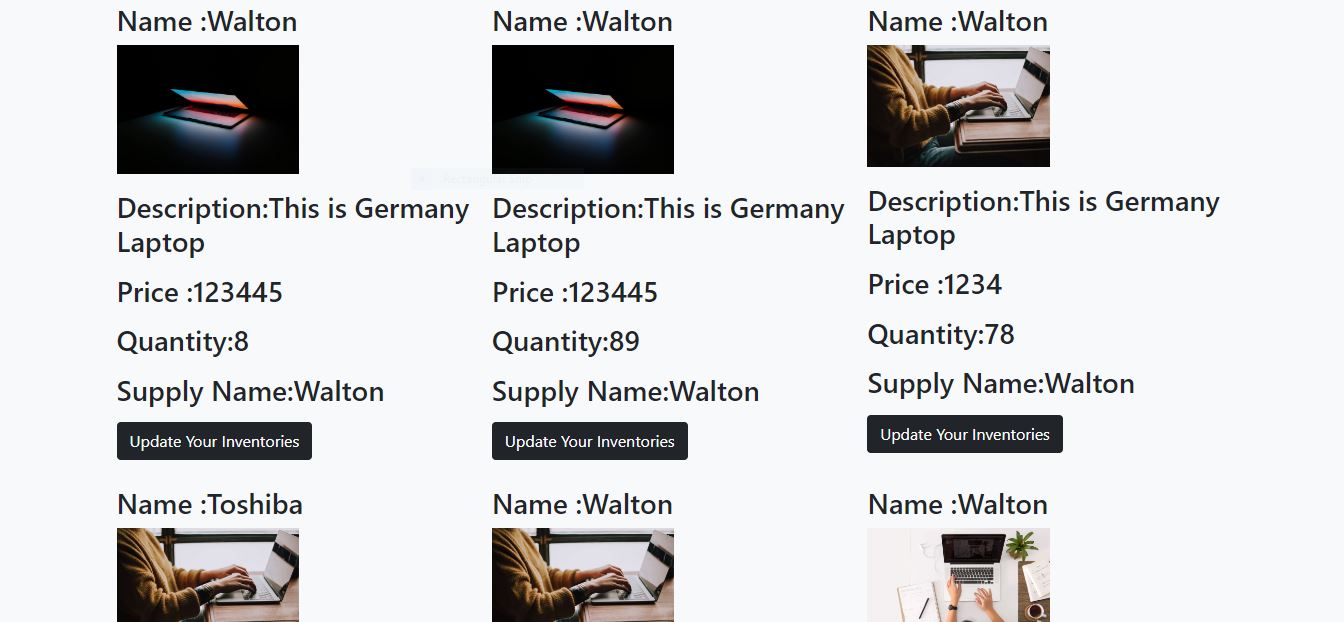 Name :Walton
Name :Walton
Name :Walton
Description:This is Germany
Laptop
Description:This is Germany
Laptop
Description:This is Germany
Laptop
Price :123445
Price :123445
Price :1234
Quantity:8
Quantity:89
Quantity:78
Supply Name:Walton
Supply Name:Walton
Supply Name:Walton
Update Your Inventories
Update Your Inventories
Update Your Inventories
Name :Toshiba
Name :Walton
Name :Walton